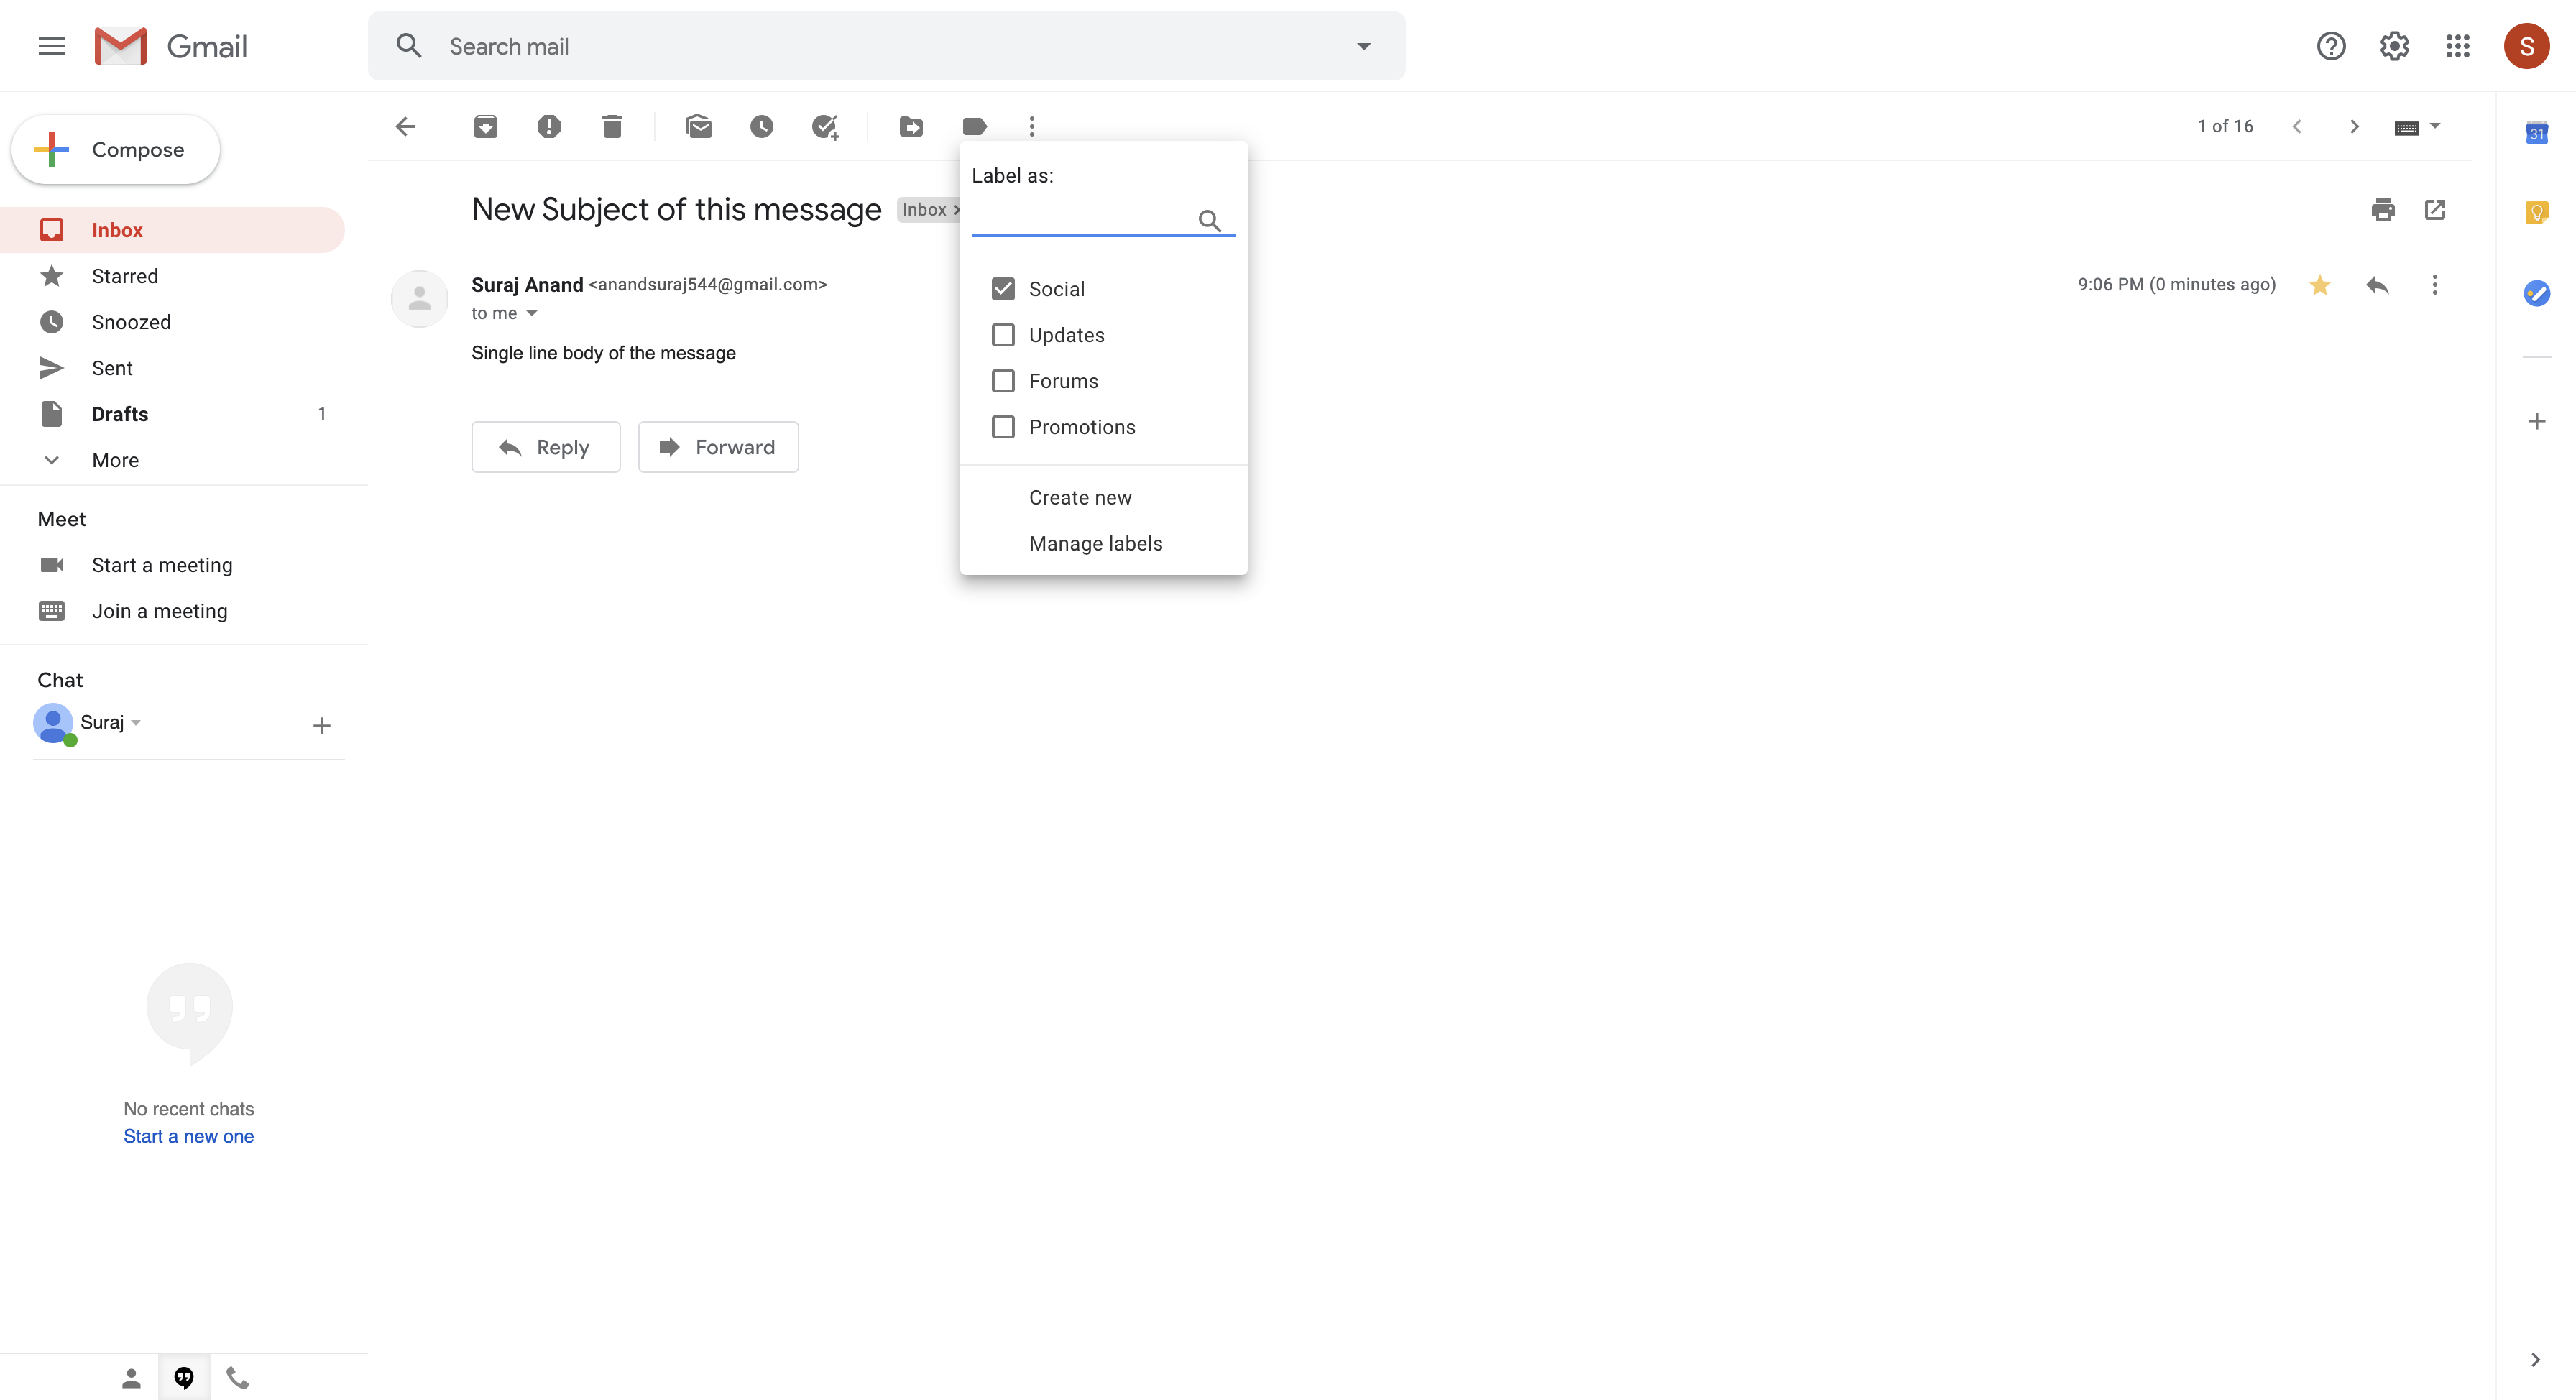 Gmail
Search mail
S
Compose
1 of 16
31
Label as:
New Subject of this message Inbox ×
Inbox
Starred
Snoozed
Sent
Drafts 1
More
Suraj Anand <anandsuraj544@gmail.com>
9:06 PM (0 minutes ago)
to me
Single line body of the message
Reply
Forward
Social
Updates
Forums
Promotions
Create new
Manage labels
Meet
Start a meeting
Join a meeting
Chat
Suraj
No recent chats
Start a new one